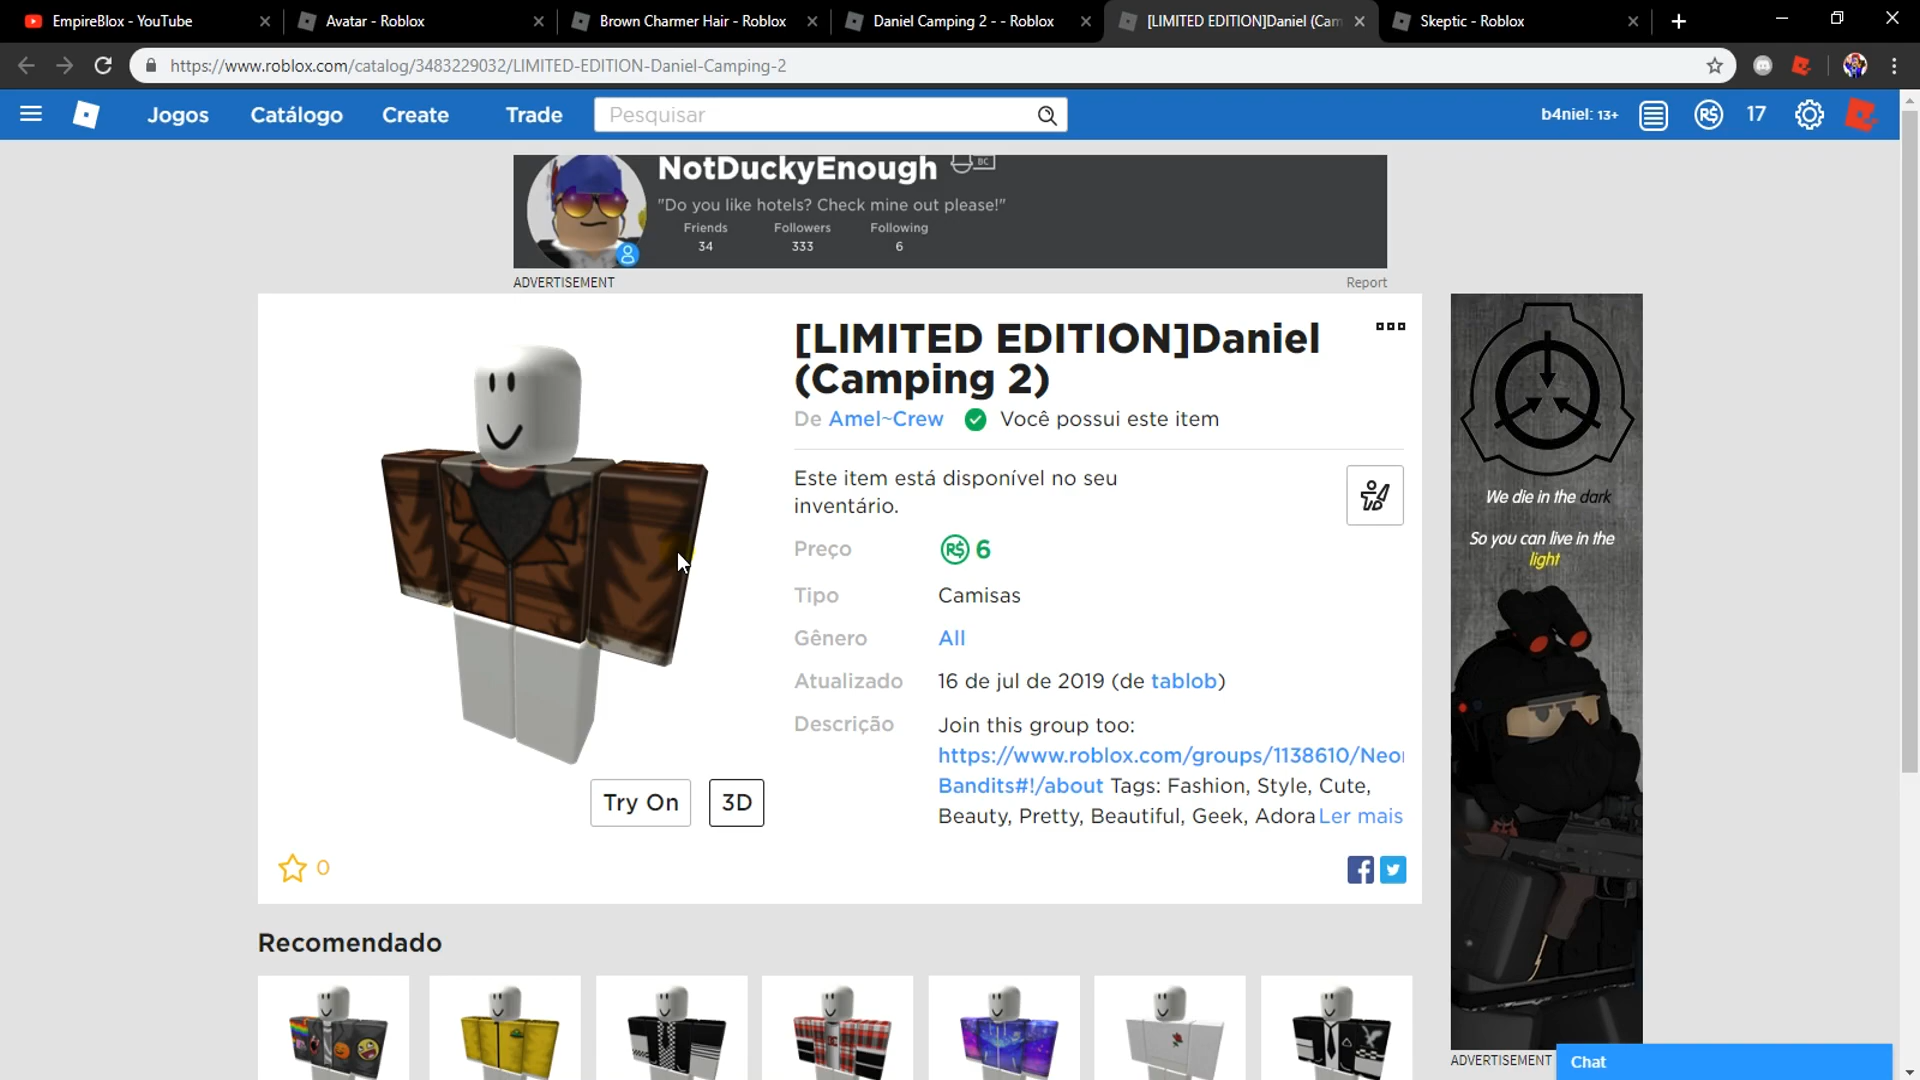 EmpireBlox - YouTube
Avatar - Roblox
Brown Charmer Hair - Roblox
Daniel Camping 2 - - Roblox
[LIMITED EDITION]Daniel (Cam
Skeptic - Roblox
https://www.roblox.com/catalog/3483229032/LIMITED-EDITION-Daniel-Camping-2
Jogos
Catálogo
Create
Trade
Pesquisar
b4niel: 13+
R$
17
NotDuckyEnough
BC
"Do you like hotels? Check mine out please!"
Friends Followers Following
34 333 6
ADVERTISEMENT
Report
[LIMITED EDITION]Daniel
(Camping 2)
De Amel~Crew Você possui este item
Este item está disponível no seu
inventário.
Preço R$ 6
Tipo Camisas
Gênero All
Atualizado 16 de jul de 2019 (de tablob)
Descrição Join this group too:
https://www.roblox.com/groups/1138610/Neon
Bandits#!/about Tags: Fashion, Style, Cute,
Beauty, Pretty, Beautiful, Geek, Adora Ler mais
Try On
3D
0
We die in the dark
So you can live in the
light
Recomendado
ADVERTISEMENT
Chat